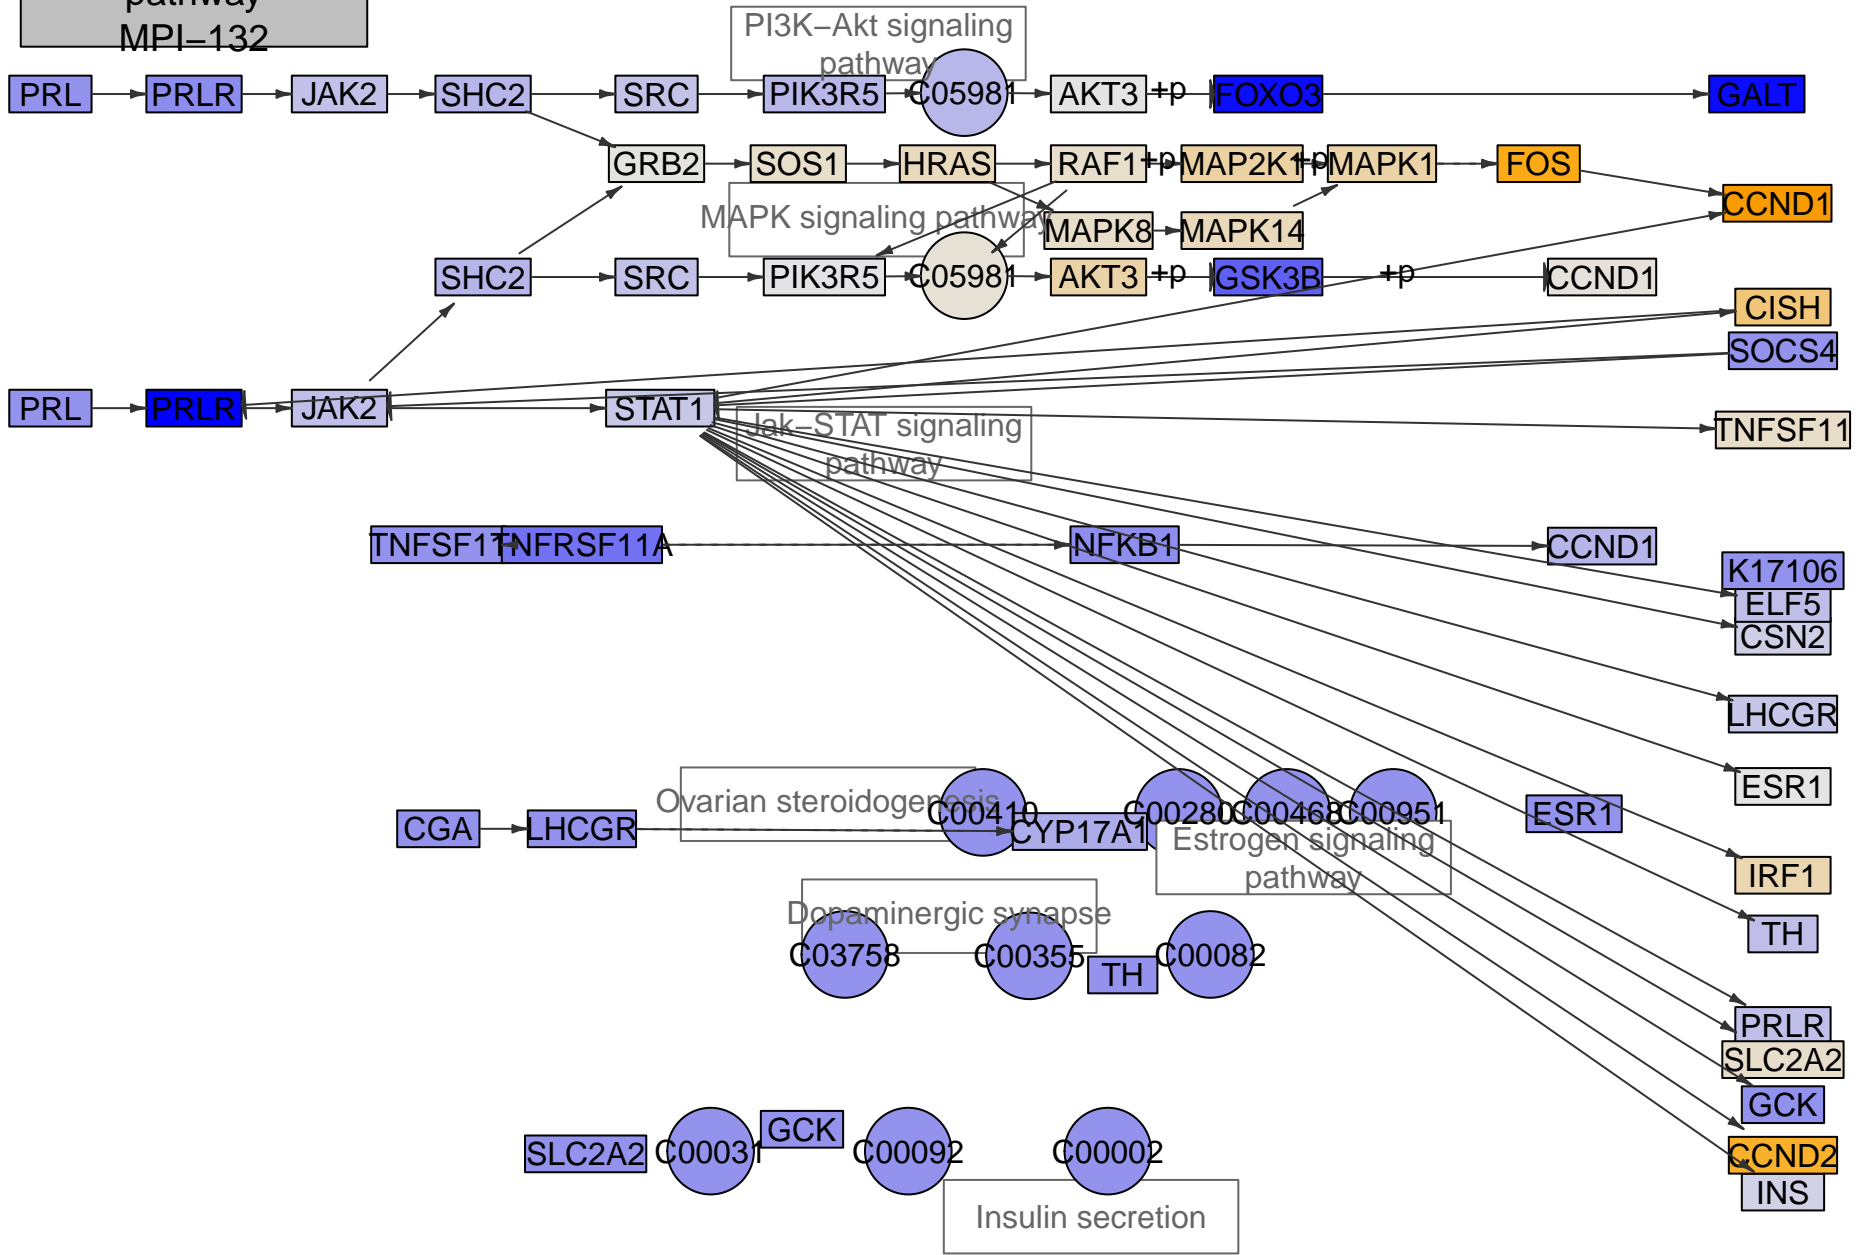 pathway
MPI–132
PI3K–Akt signaling
pathway
PRL
PRLR
JAK2
SHC2
SRC
PIK3R5
C05981
AKT3
+p
FOXO3
GALT
GRB2
SOS1
HRAS
RAF1
+p
MAP2K1
+p
MAPK1
FOS
CCND1
MAPK signaling pathway
MAPK8
MAPK14
SHC2
SRC
PIK3R5
C05981
AKT3
+p
GSK3B
+p
CCND1
CISH
SOCS4
PRL
PRLR
JAK2
STAT1
Jak–STAT signaling
pathway
TNFSF11
TNFSF11
TNFRSF11A
NFKB1
CCND1
K17106
ELF5
CSN2
LHCGR
ESR1
Ovarian steroidogenesis
C00410
C00280
C00468
C00951
ESR1
CGA
LHCGR
CYP17A1
Estrogen signaling
pathway
IRF1
Dopaminergic synapse
TH
C03758
C00355
TH
C00082
PRLR
SLC2A2
GCK
SLC2A2
C00031
GCK
C00092
C00002
CCND2
INS
Insulin secretion